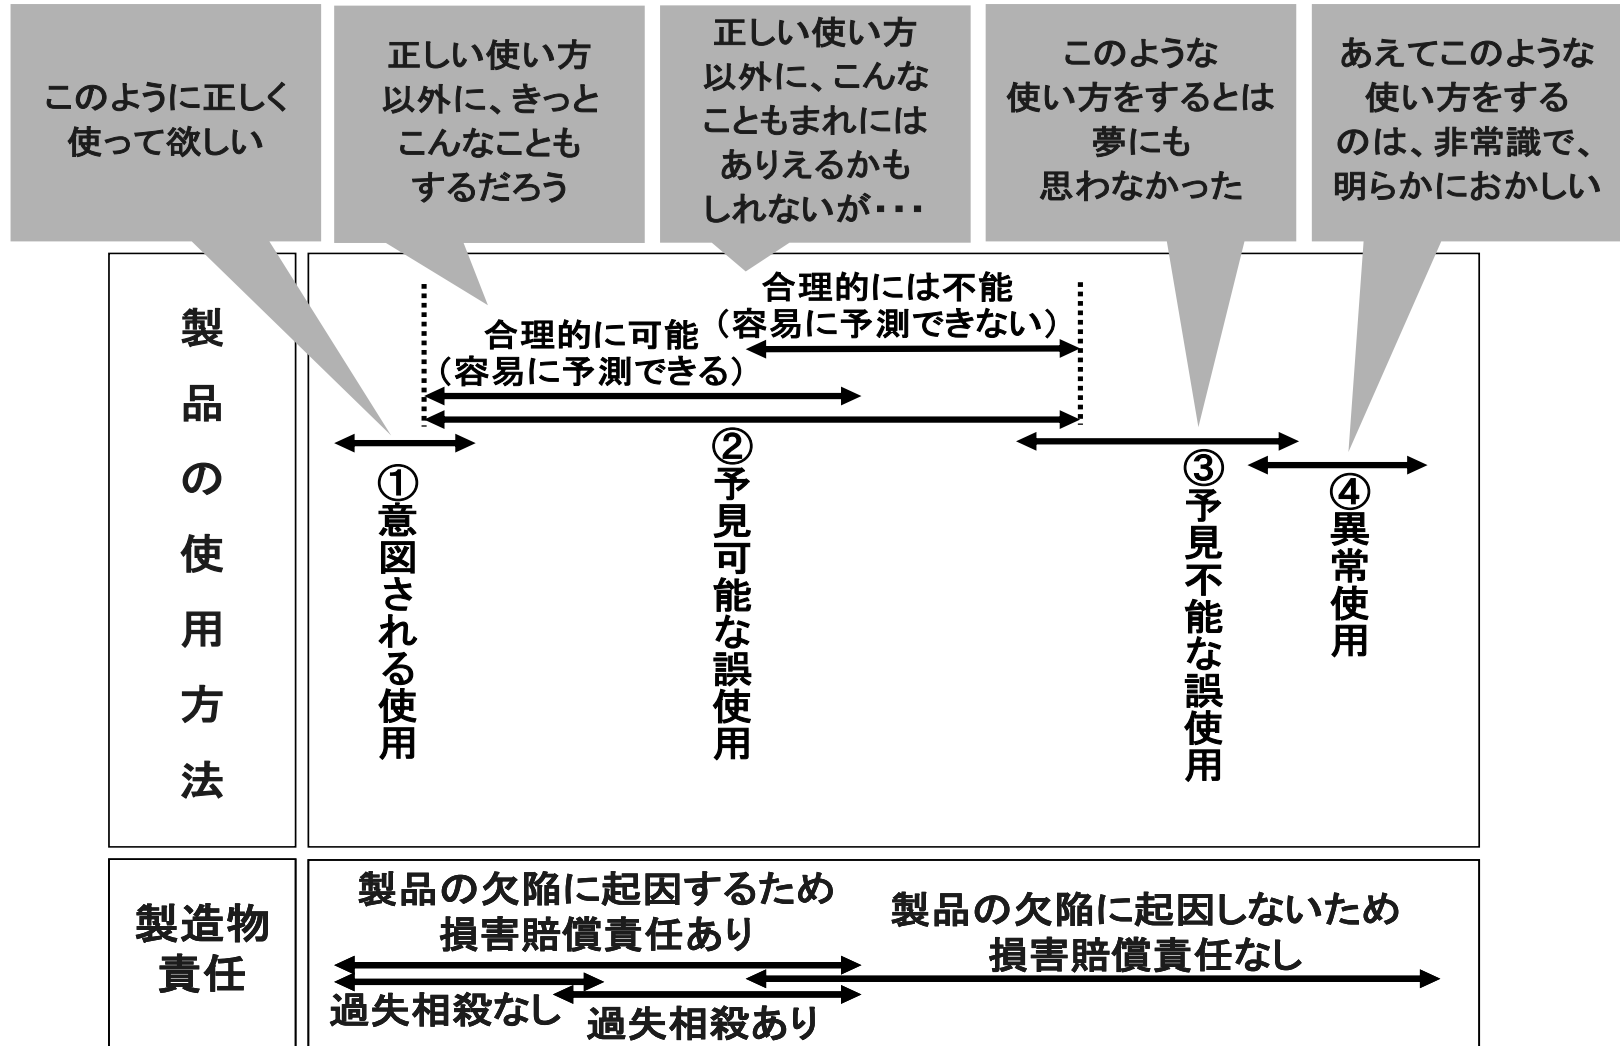 このように正しく
使って欲しい
正しい使い方
以外に、きっと
こんなことも
するだろう
正しい使い方
以外に、こんな
こともまれには
ありえるかも
しれないが・・・
このような
使い方をするとは
夢にも
思わなかった
あえてこのような
使い方をする
のは、非常識で、
明らかにおかしい
製品の使用方法
合理的に可能
（容易に予測できる）
合理的には不能
（容易に予測できない）
①意図される使用
②予見可能な誤使用
③予見不能な誤使用
④異常使用
製造物
責任
製品の欠陥に起因するため
損害賠償責任あり
過失相殺なし
過失相殺あり
製品の欠陥に起因しないため
損害賠償責任なし